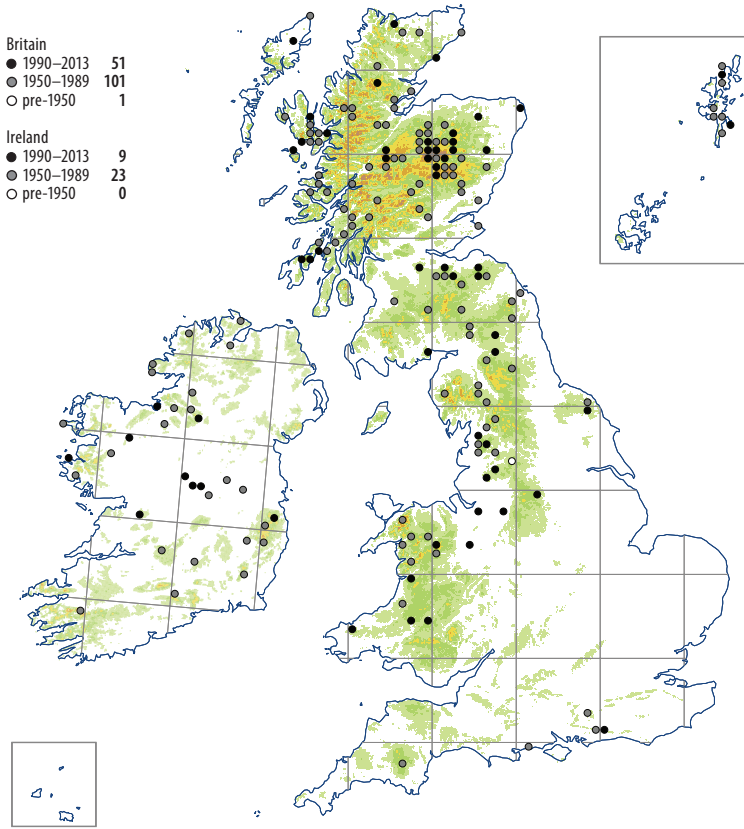 Britain
● 1990–2013 51
● 1950–1989 101
○ pre-1950 1
Ireland
● 1990–2013 9
● 1950–1989 23
○ pre-1950 0